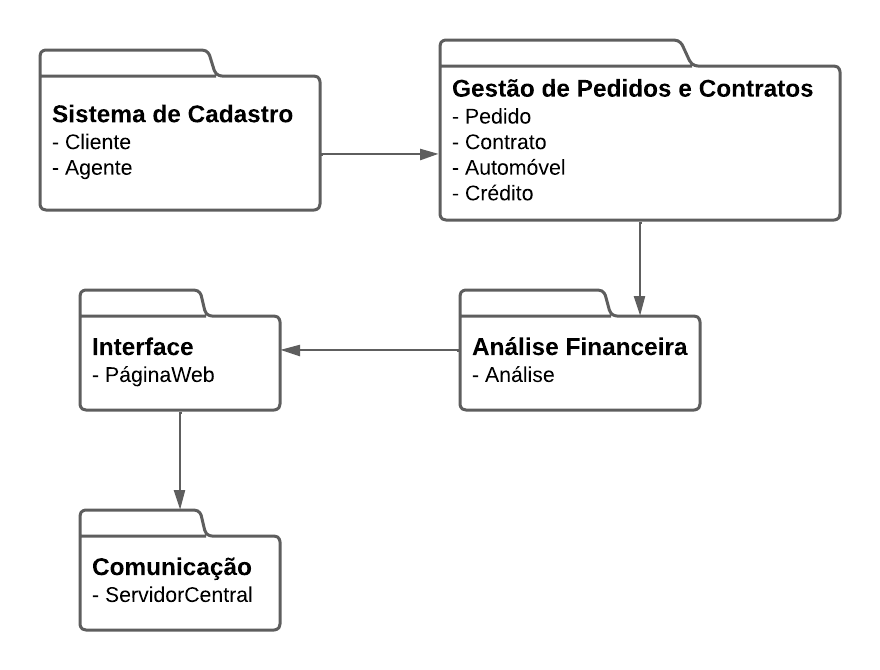 Sistema de Cadastro
- Cliente
- Agente
Gestão de Pedidos e Contratos
- Pedido
- Contrato
- Automóvel
- Crédito
Interface
- PáginaWeb
Análise Financeira
- Análise
Comunicação
- ServidorCentral